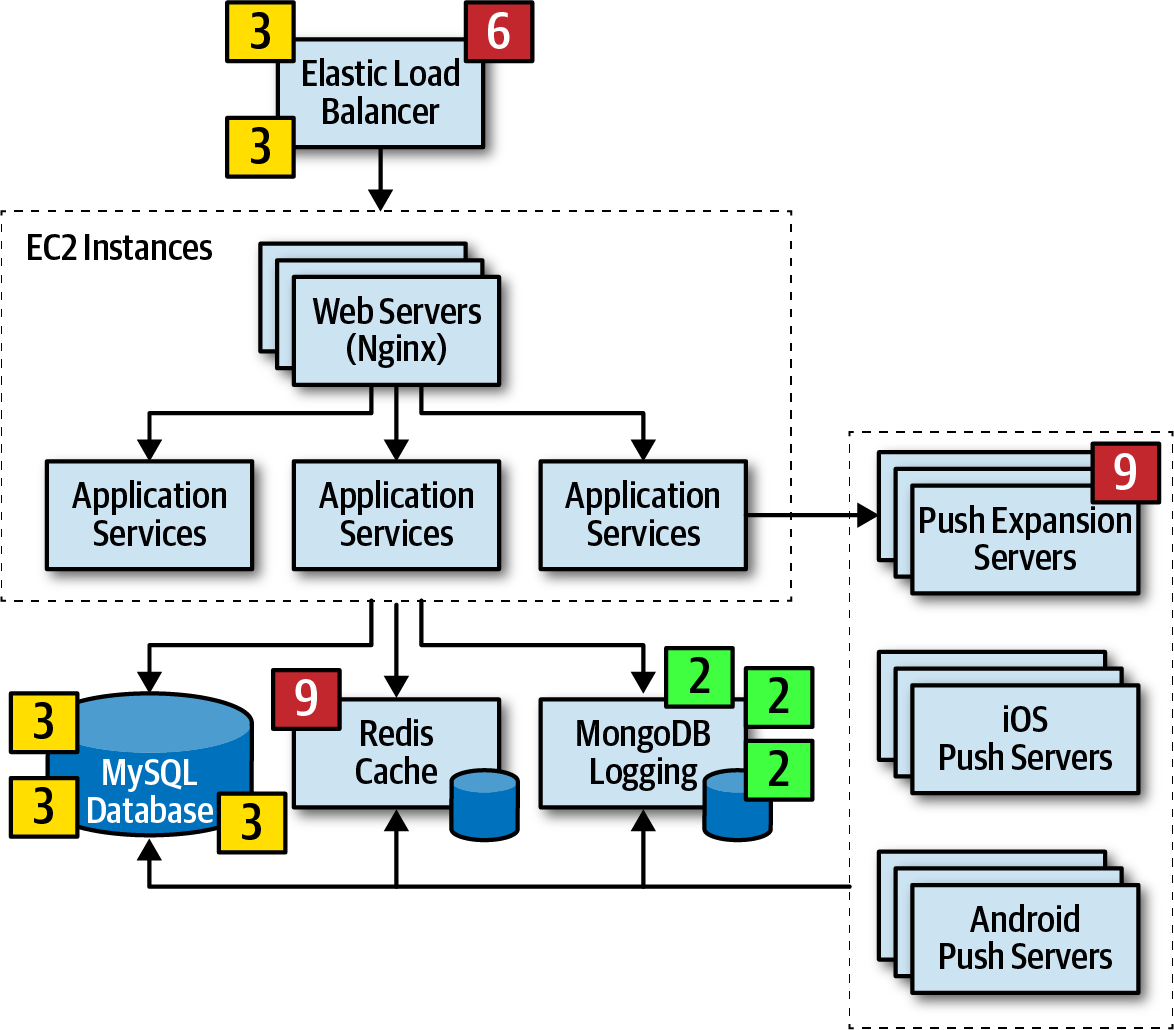 3
6
Elastic Load
Balancer
3
EC2 Instances
Web Servers
(Nginx)
Application
Services
Application
Services
Application
Services
9
Push Expansion
Servers
3
MySQL
Database
3
3
9
Redis
Cache
2
2
MongoDB
Logging
2
iOS
Push Servers
Android
Push Servers